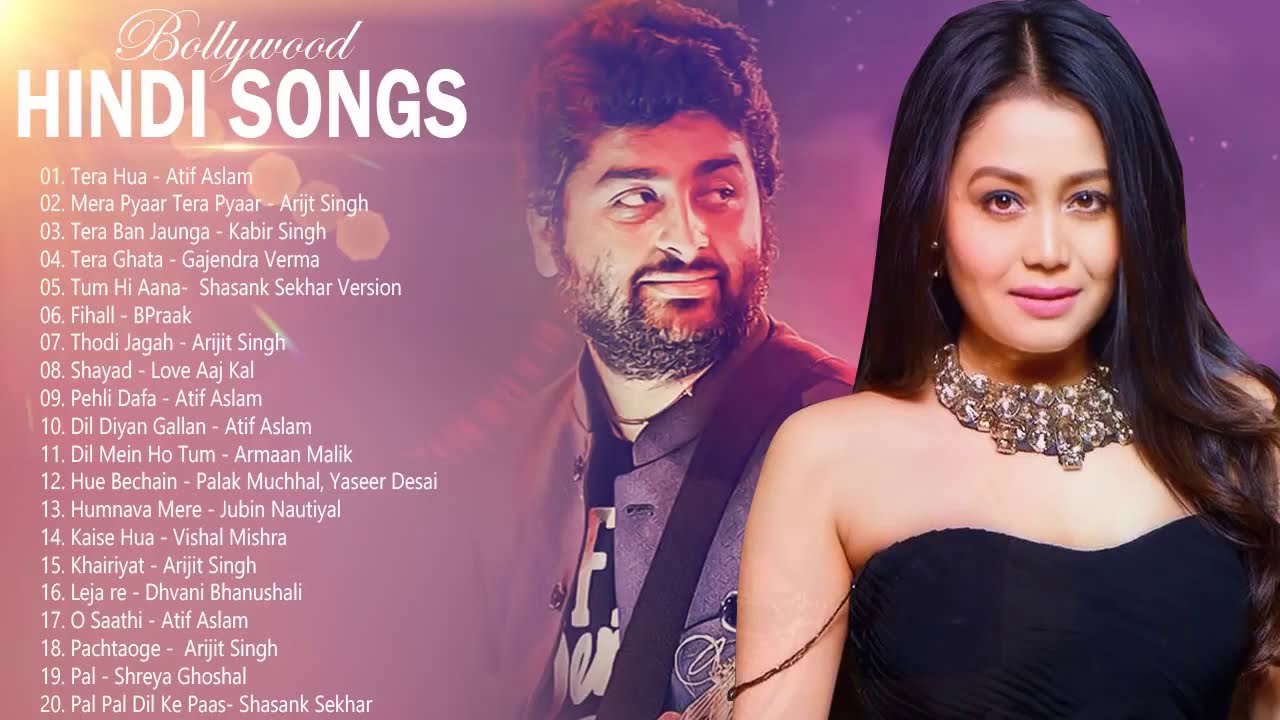 Bollywood
HINDI SONGS
01. Tera Hua - Atif Aslam
02. Mera Pyaar Tera Pyaar - Arijt Singh
03. Tera Ban Jaunga - Kabir Singh
04. Tera Ghata - Gajendra Verma
05. Tum Hi Aana-  Shasank Sekhar Version
06. Fihall - BPraak
07. Thodi Jagah - Arijit Singh
08. Shayad - Love Aaj Kal
09. Pehli Dafa - Atif Aslam
10. Dil Diyan Gallan - Atif Aslam
11. Dil Mein Ho Tum - Armaan Malik
12. Hue Bechain - Palak Muchhal, Yaseer Desai
13. Humnava Mere - Jubin Nautiyal
14. Kaise Hua - Vishal Mishra
15. Khairiyat - Arijit Singh
16. Leja re - Dhvani Bhanushali
17. O Saathi - Atif Aslam
18. Pachtaoge -  Arijit Singh
19. Pal - Shreya Ghoshal
20. Pal Pal Dil Ke Paas- Shasank Sekhar